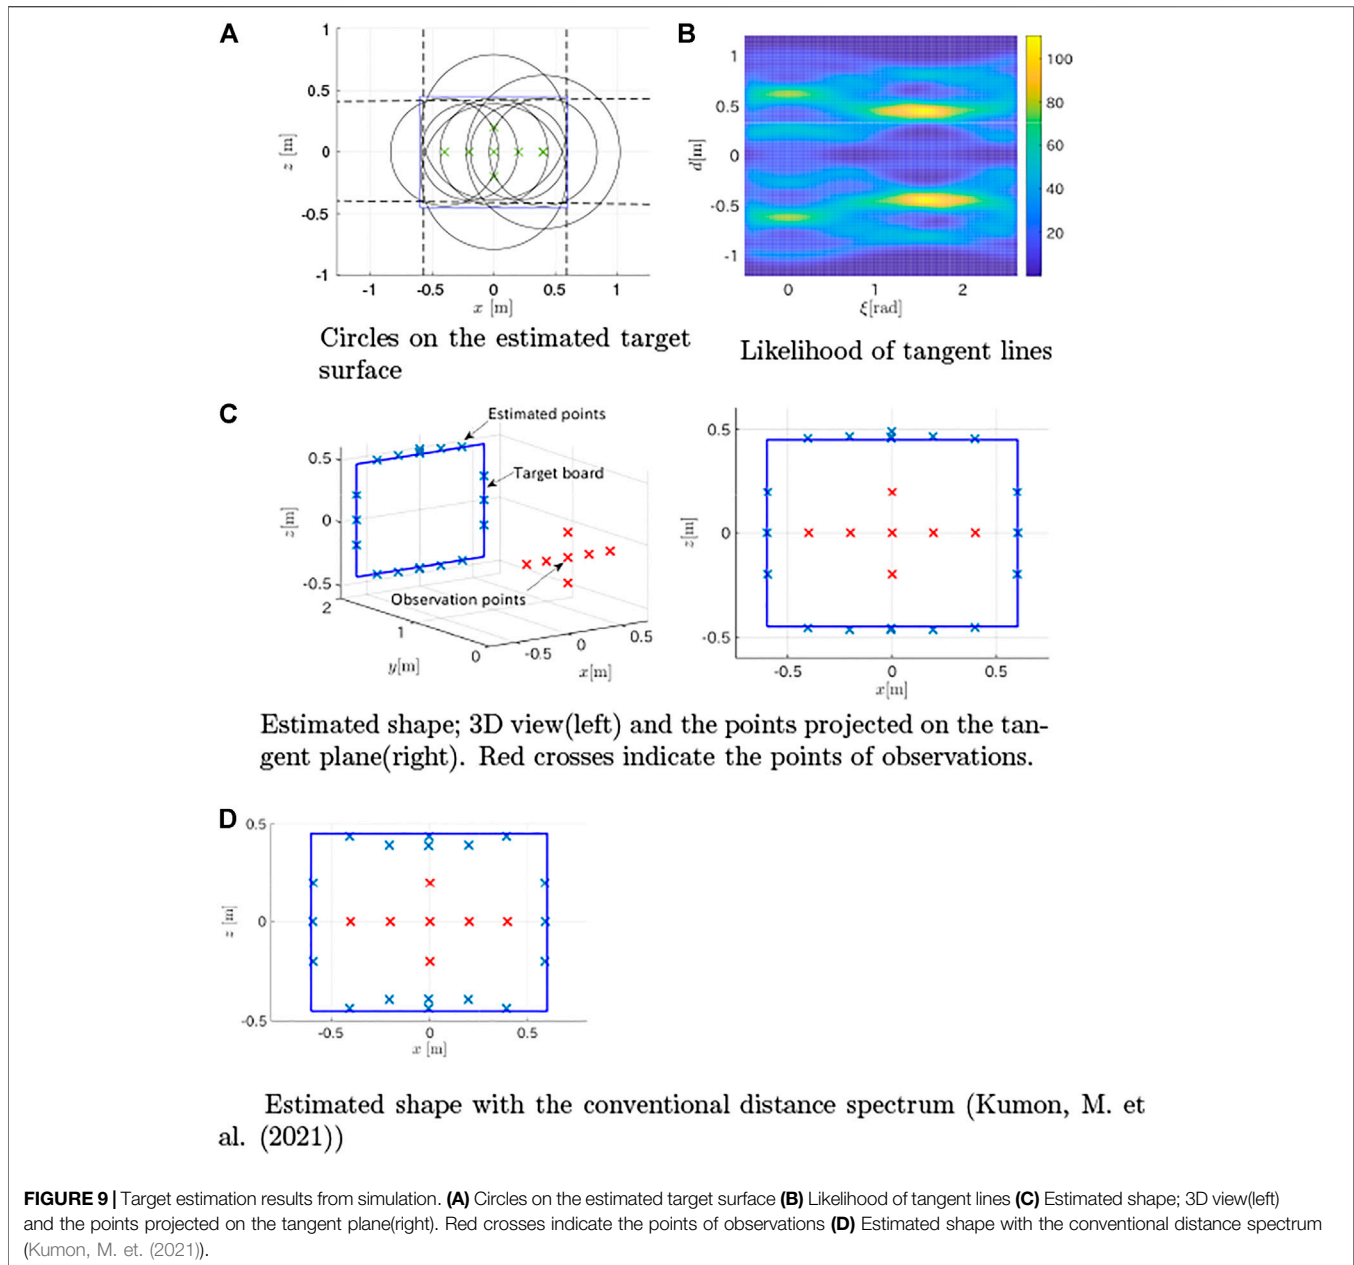 A
1
0.5
0
-0.5
-1
z [m]
-1
-0.5
0
0.5
1
x [m]
Circles on the estimated target
surface
B
1
0.5
0
-0.5
-1
d[m]
0
1
2
ξ[rad]
100
80
60
40
20
Likelihood of tangent lines
C
Estimated points
Target board
Observation points
0.5
0
-0.5
z[m]
2
1
0
y[m]
-0.5
0
0.5
x[m]
0.5
0
-0.5
z[m]
-0.5
0
0.5
x[m]
Estimated shape; 3D view(left) and the points projected on the tan-
gent plane(right). Red crosses indicate the points of observations.
D
0.5
0
-0.5
z [m]
-0.5
0
0.5
x [m]
Estimated shape with the conventional distance spectrum (Kumon, M. et
al. (2021))
FIGURE 9 | Target estimation results from simulation. (A) Circles on the estimated target surface (B) Likelihood of tangent lines (C) Estimated shape; 3D view(left)
and the points projected on the tangent plane(right). Red crosses indicate the points of observations (D) Estimated shape with the conventional distance spectrum
(Kumon, M. et. (2021)).